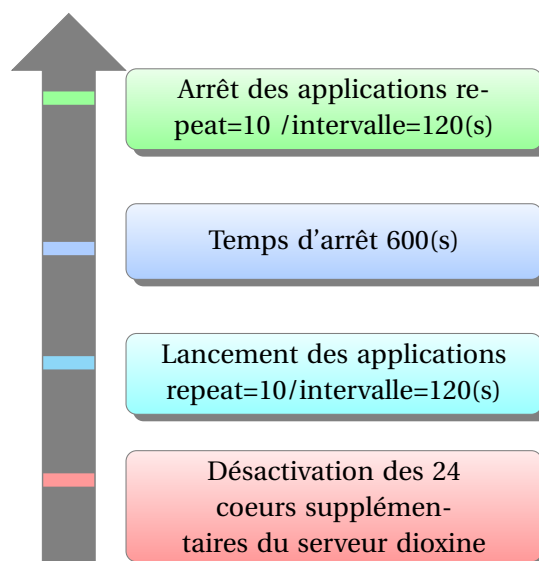 Arrêt des applications re-
peat=10 /intervalle=120(s)
Temps d'arrêt 600(s)
Lancement des applications
repeat=10/intervalle=120(s)
Désactivation des 24
coeurs supplémen-
taires du serveur dioxine